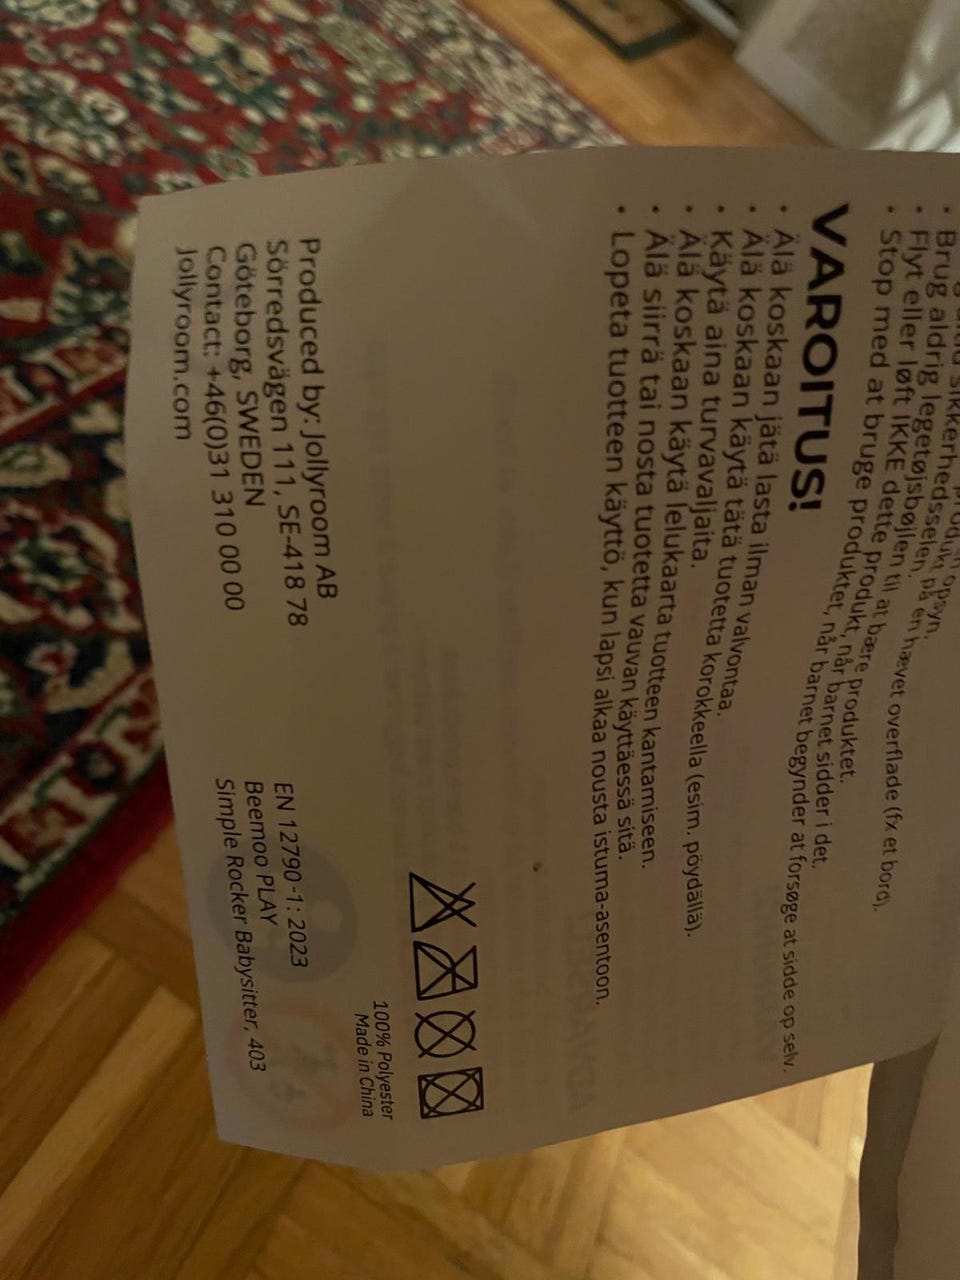 opsyn.
Brug aldrig legetøjsbøjlen til at bære produktet.
Flyt eller løft IKKE dette produkt, når barnet sidder i det.
Stop med at bruge produktet, når barnet begynder at forsøge at sidde op selv.
på en hævet overflade (fx et bord).
VAROITUS!
• Älä koskaan jätä lasta ilman valvontaa.
• Älä koskaan käytä tätä tuotetta korokkeella (esim. pöydällä).
• Käytä aina turvavaljaita.
• Älä koskaan käytä lelukaarta tuotteen kantamiseen.
• Älä siirrä tai nosta tuotetta vauvan käyttäessä sitä.
• Lopeta tuotteen käyttö, kun lapsi alkaa nousta istuma-asentoon.
100% Polyester
Made in China
Produced by: Jollyroom AB
Sörredsvägen 111, SE-418 78
Göteborg, SWEDEN
Contact: +46(0)31 310 00 00
Jollyroom.com
EN 12790-1: 2023
Beemoo PLAY
Simple Rocker Babysitter, 403